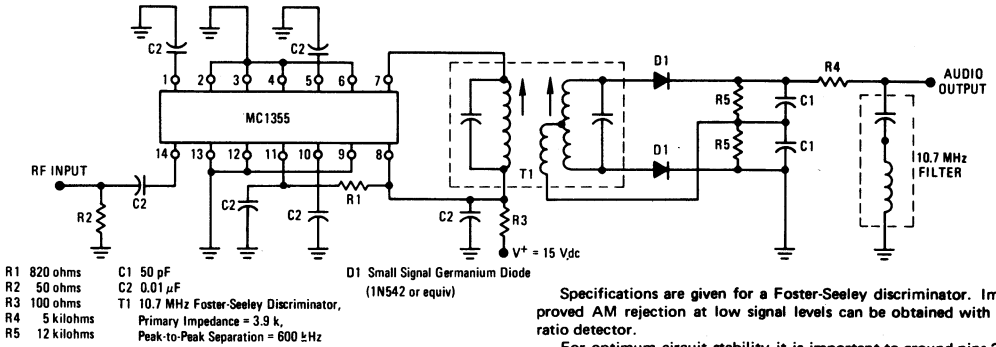 C2
C2
1 2 3 4 5 6 7
MC1355
14 13 12 11 10 9 8
RF INPUT
C2
R2
C2
R1
C2
C2
R3
V+ = 15 Vdc
T1
D1
D1
R5
R5
C1
C1
R4
AUDIO
OUTPUT
10.7 MHz
FILTER
R1 820 ohms
R2 50 ohms
R3 100 ohms
R4 5 kilohms
R5 12 kilohms
C1 50 pF
C2 0.01 μF
T1 10.7 MHz Foster-Seeley Discriminator,
Primary Impedance = 3.9 k,
Peak-to-Peak Separation = 600 kHz
D1 Small Signal Germanium Diode
(1N542 or equiv)
Specifications are given for a Foster-Seeley discriminator. Im
proved AM rejection at low signal levels can be obtained with
ratio detector.
For optimum circuit stability it is important to ground pins